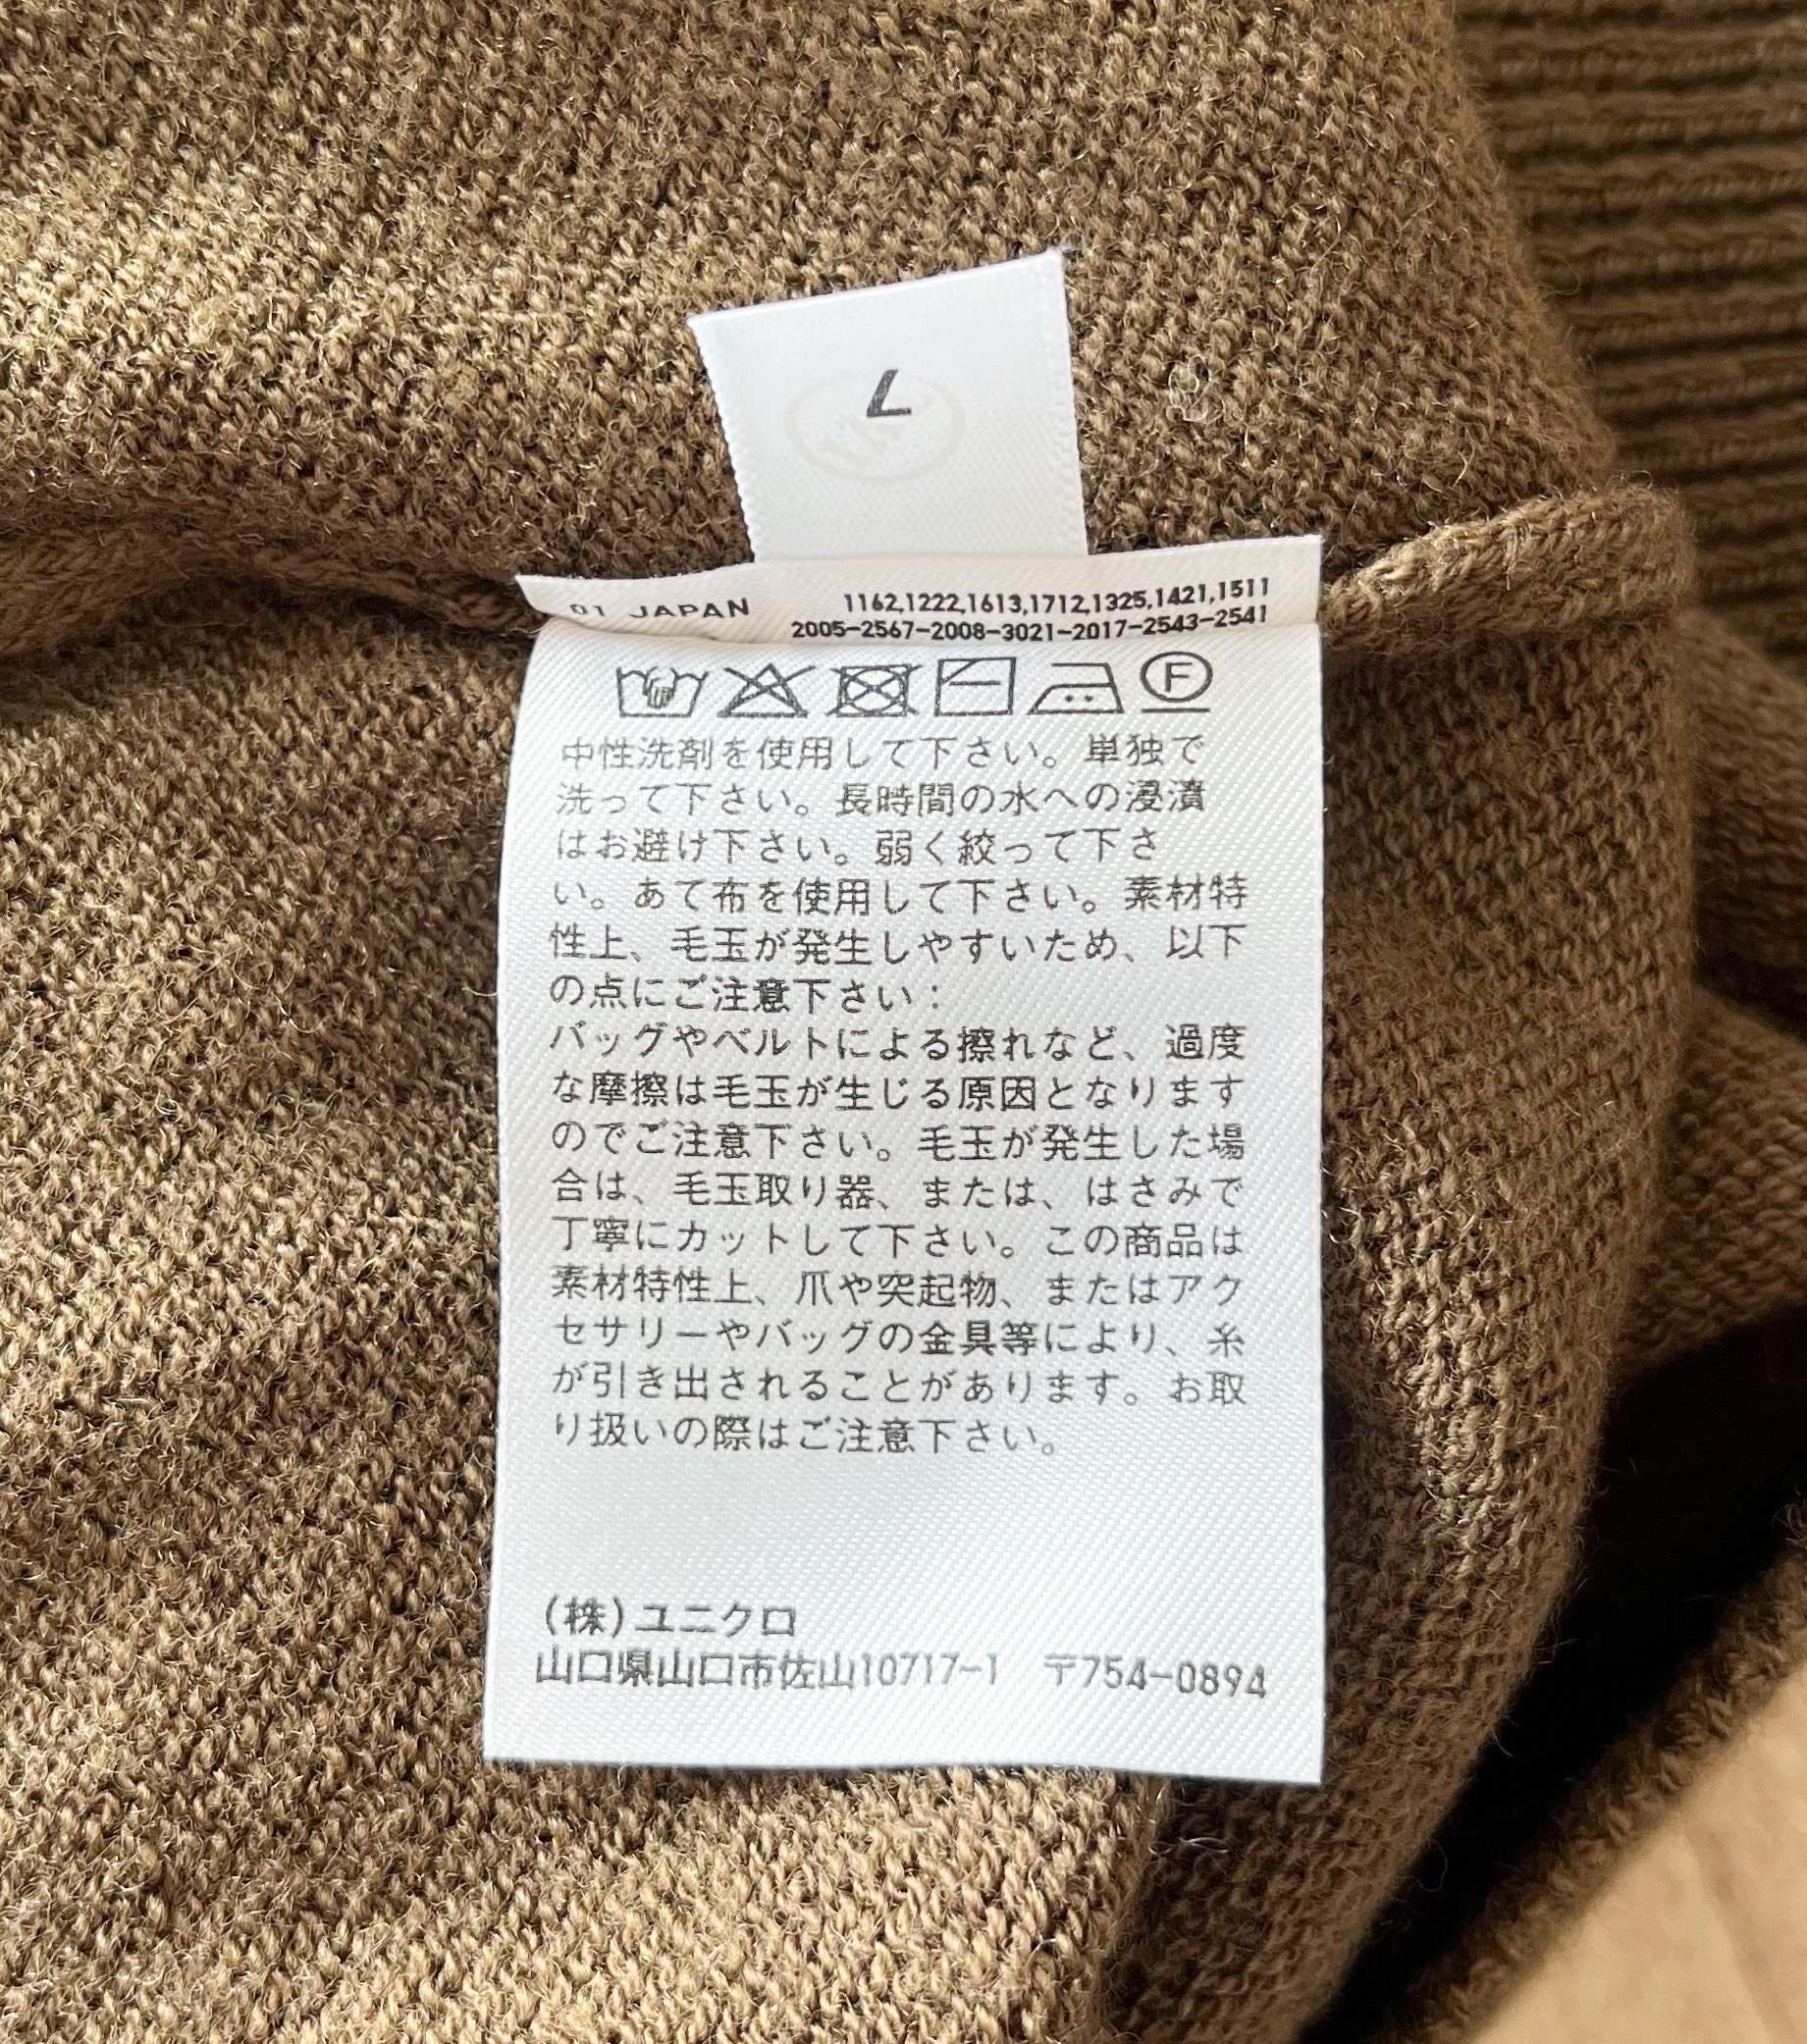 L
01 JAPAN
1162,1222,1613,1712,1325,1421,1511
2005-2567-2008-3021-2017-2543-2541
F
中性洗剤を使用して下さい。単独で
洗って下さい。長時間の水への浸漬
はお避け下さい。弱く絞って下さ
い。あて布を使用して下さい。素材特
性上、毛玉が発生しやすいため、以下
の点にご注意下さい：
バッグやベルトによる擦れなど、過度
な摩擦は毛玉が生じる原因となります
のでご注意下さい。毛玉が発生した場
合は、毛玉取り器、または、はさみで
丁寧にカットして下さい。この商品は
素材特性上、爪や突起物、またはアク
セサリーやバッグの金具等により、糸
が引き出されることがあります。お取
り扱いの際はご注意下さい。
(株)ユニクロ
山口県山口市佐山10717-1 〒754-0894